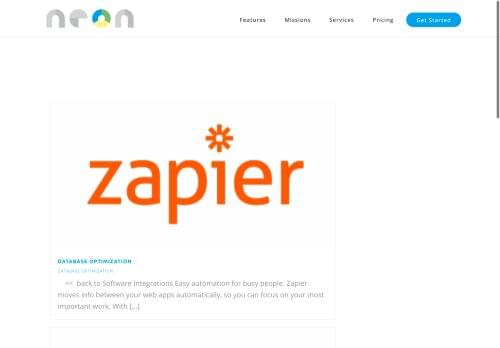 neon
Features Missions Services Pricing Get Started
zapier
DATABASE OPTIMIZATION
DATABASE OPTIMIZATION
<< back to Software Integrations Easy automation for busy people. Zapier
moves info between your web apps automatically, so you can focus on your most
important work. With [...]